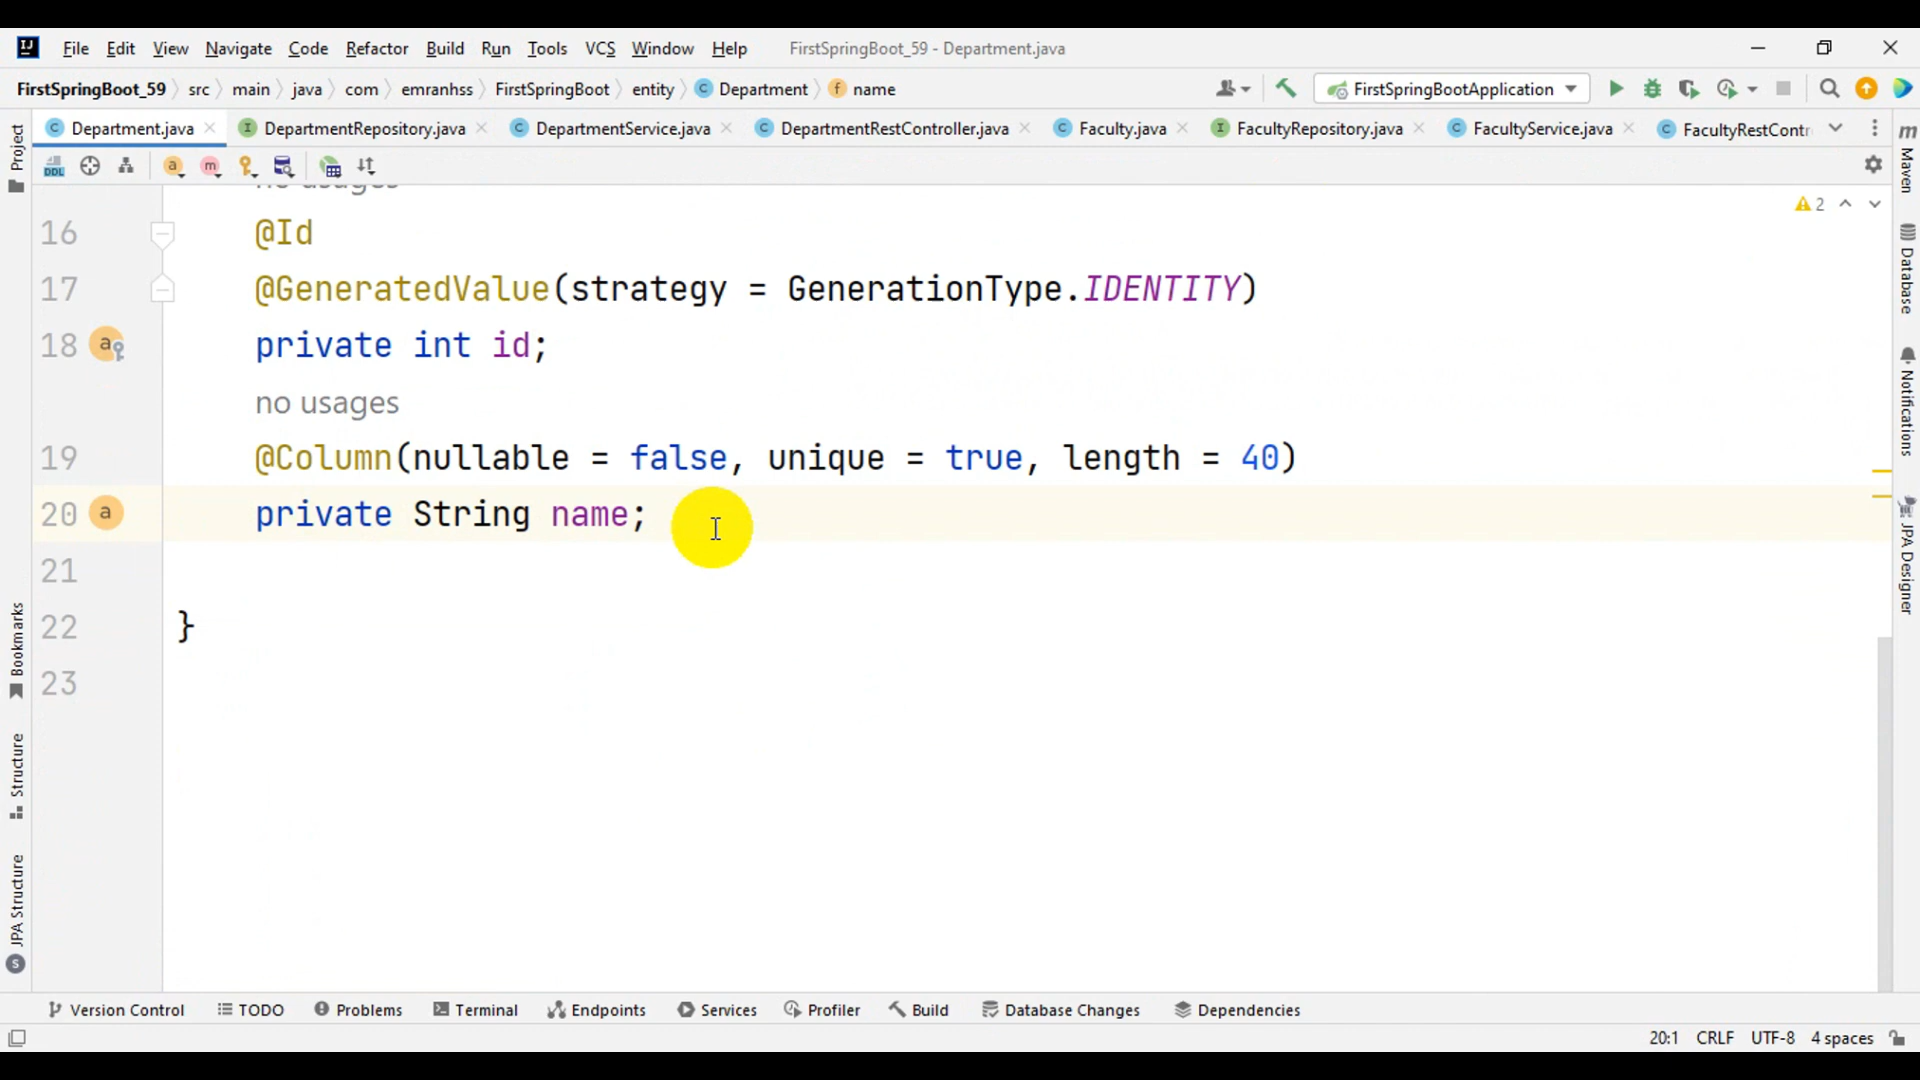 File Edit View Navigate Code Refactor Build Run Tools VCS Window Help FirstSpringBoot_59 - Department.java
FirstSpringBoot_59 src main java com emranhss FirstSpringBoot entity Department name FirstSpringBootApplication
Department.java DepartmentRepository.java DepartmentService.java DepartmentRestController.java Faculty.java FacultyRepository.java FacultyService.java FacultyRestContr
DDL a m
no usages
2
16 @Id
17 @GeneratedValue(strategy = GenerationType.IDENTITY)
18 private int id;
no usages
19 @Column(nullable = false, unique = true, length = 40)
20 private String name;
21
22 }
23
Project
Bookmarks
Structure
JPA Structure
Maven
Database
Notifications
JPA Designer
Version Control TODO Problems Terminal Endpoints Services Profiler Build Database Changes Dependencies
20:1 CRLF UTF-8 4 spaces